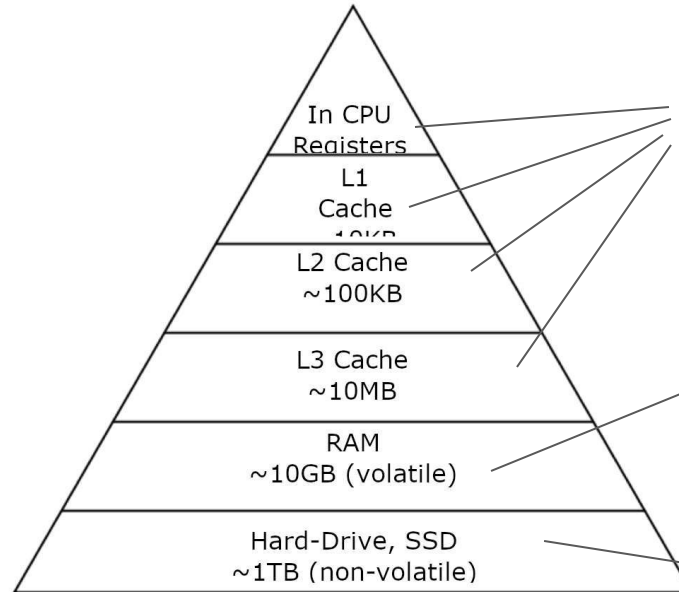 In CPU
Registers
L1
Cache
L2 Cache
~100KB
L3 Cache
~10MB
RAM
~10GB (volatile)
Hard-Drive, SSD
~1TB (non-volatile)